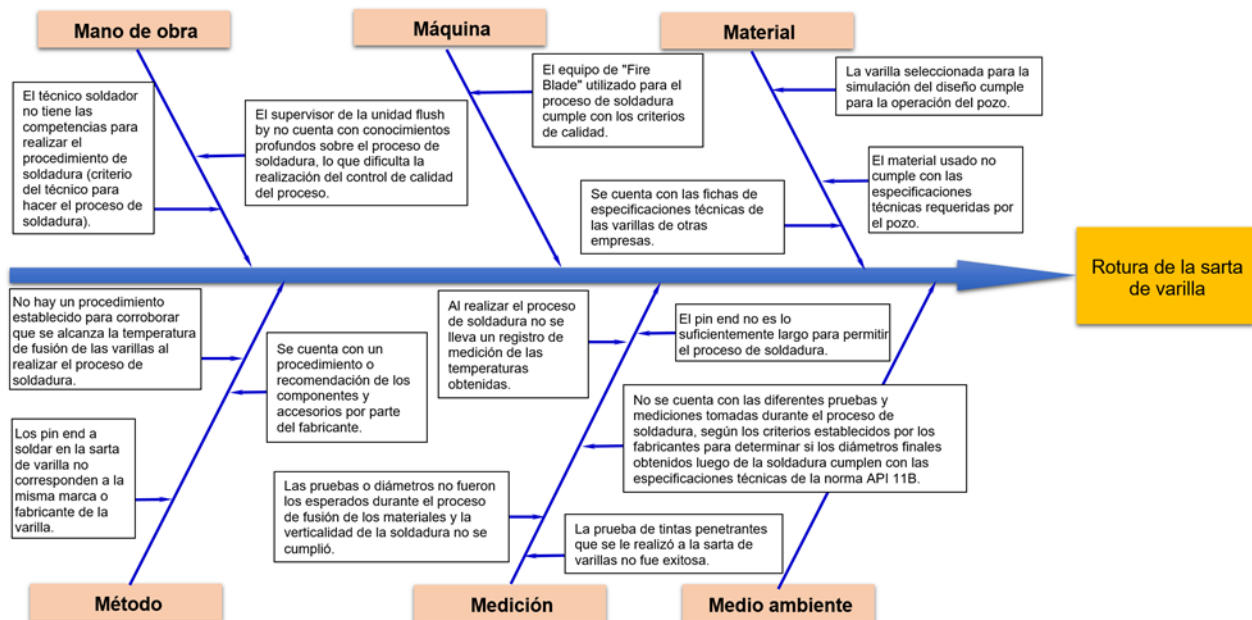 Mano de obra
Máquina
Material
El técnico soldador
no tiene las
competencias para
realizar el
procedimiento de
soldadura (criterio
del técnico para
hacer el proceso de
soldadura).
El supervisor de la unidad flush
by no cuenta con conocimientos
profundos sobre el proceso de
soldadura, lo que dificulta la
realización del control de calidad
del proceso.
El equipo de "Fire
Blade" utilizado para el
proceso de soldadura
cumple con los criterios
de calidad.
Se cuenta con las fichas de
especificaciones técnicas de
las varillas de otras
empresas.
La varilla seleccionada para la
simulación del diseño cumple
para la operación del pozo.
El material usado no
cumple con las
especificaciones
técnicas requeridas por
el pozo.
Rotura de la sarta
de varilla
No hay un procedimiento
establecido para corroborar
que se alcanza la temperatura
de fusión de las varillas al
realizar el proceso de
soldadura.
Se cuenta con un
procedimiento o
recomendación de los
componentes y
accesorios por parte
del fabricante.
Los pin end a
soldar en la sarta
de varilla no
corresponden a la
misma marca o
fabricante de la
varilla.
Al realizar el proceso
de soldadura no se
lleva un registro de
medición de las
temperaturas
obtenidas.
El pin end no es lo
suficientemente largo para permitir
el proceso de soldadura.
No se cuenta con las diferentes pruebas y
mediciones tomadas durante el proceso de
soldadura, según los criterios establecidos por los
fabricantes para determinar si los diámetros finales
obtenidos luego de la soldadura cumplen con las
especificaciones técnicas de la norma API 11B.
Las pruebas o diámetros no fueron
los esperados durante el proceso
de fusión de los materiales y la
verticalidad de la soldadura no se
cumplió.
La prueba de tintas penetrantes
que se le realizó a la sarta de
varillas no fue exitosa.
Método
Medición
Medio ambiente